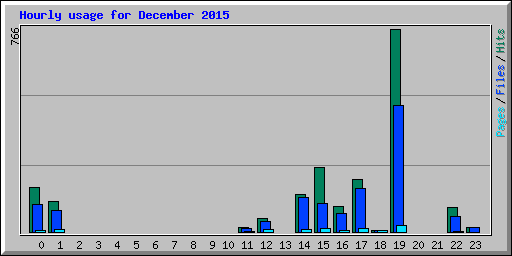 Hourly usage for December 2015
766
Pages/Files/Hits
0 1 2 3 4 5 6 7 8 9 10 11 12 13 14 15 16 17 18 19 20 21 22 23